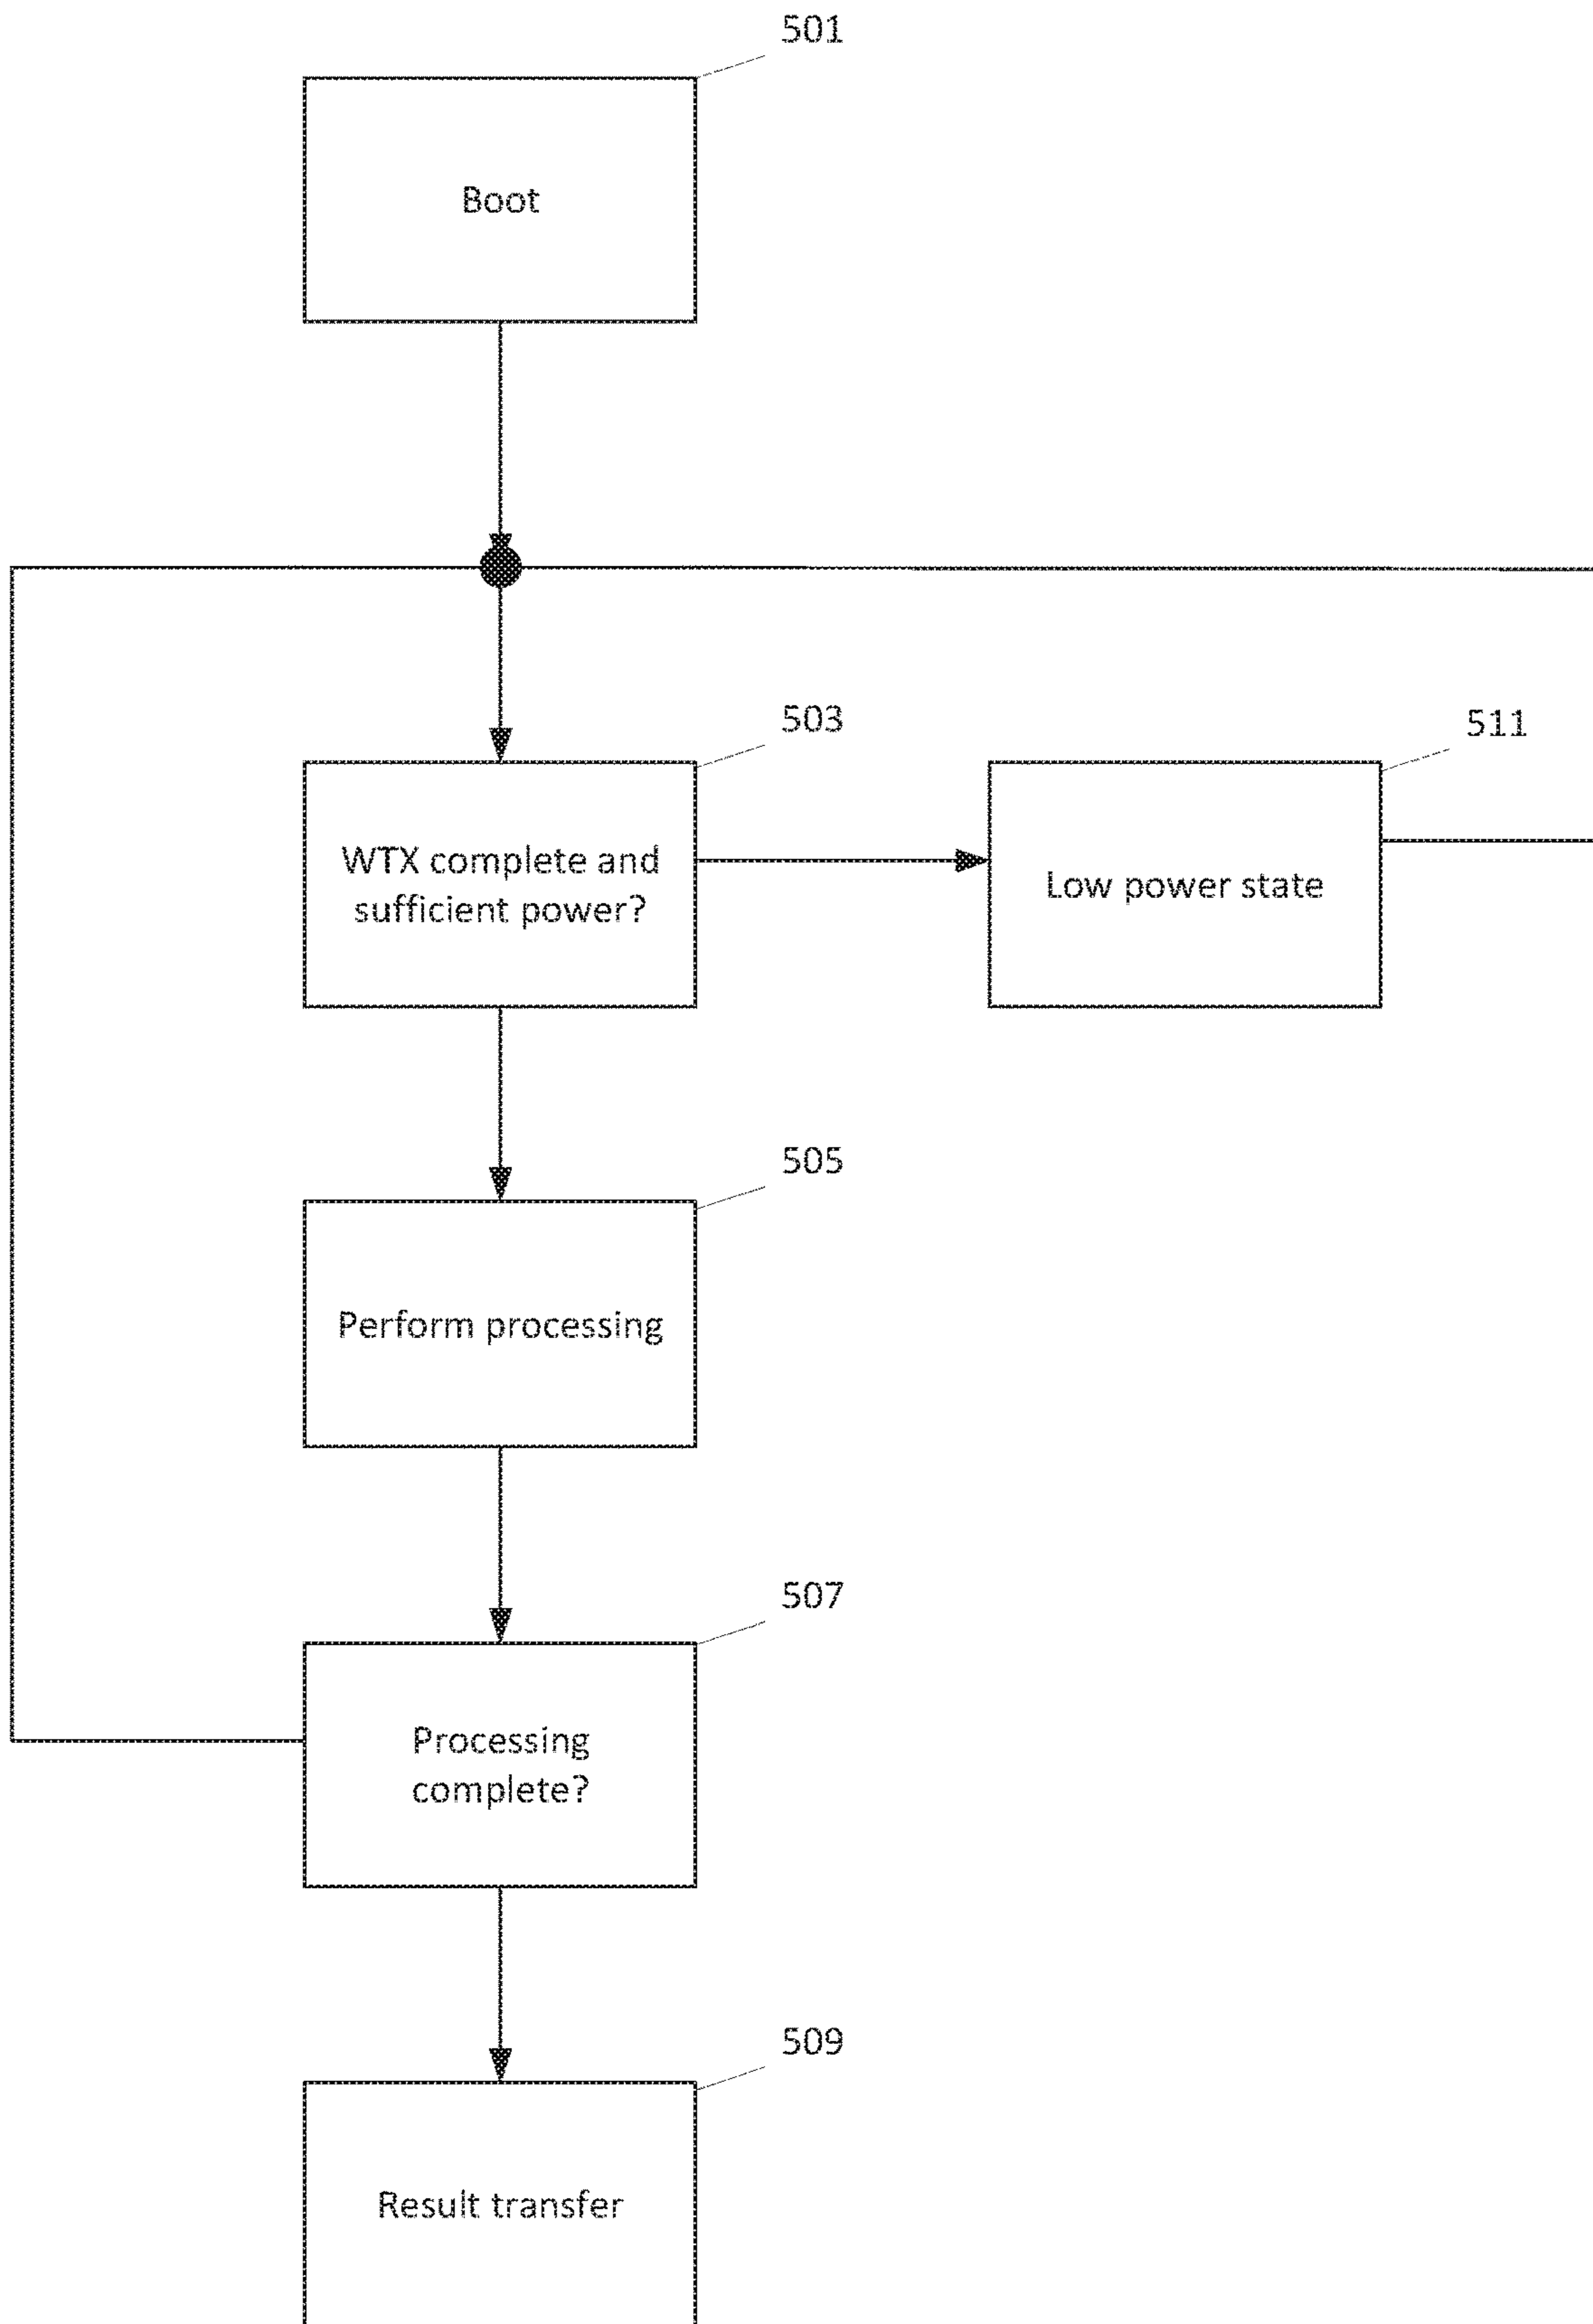 501
Boot
503
511
WTX complete and
sufficient power?
Low power state
505
Perform processing
507
Processing
complete?
509
Result transfer